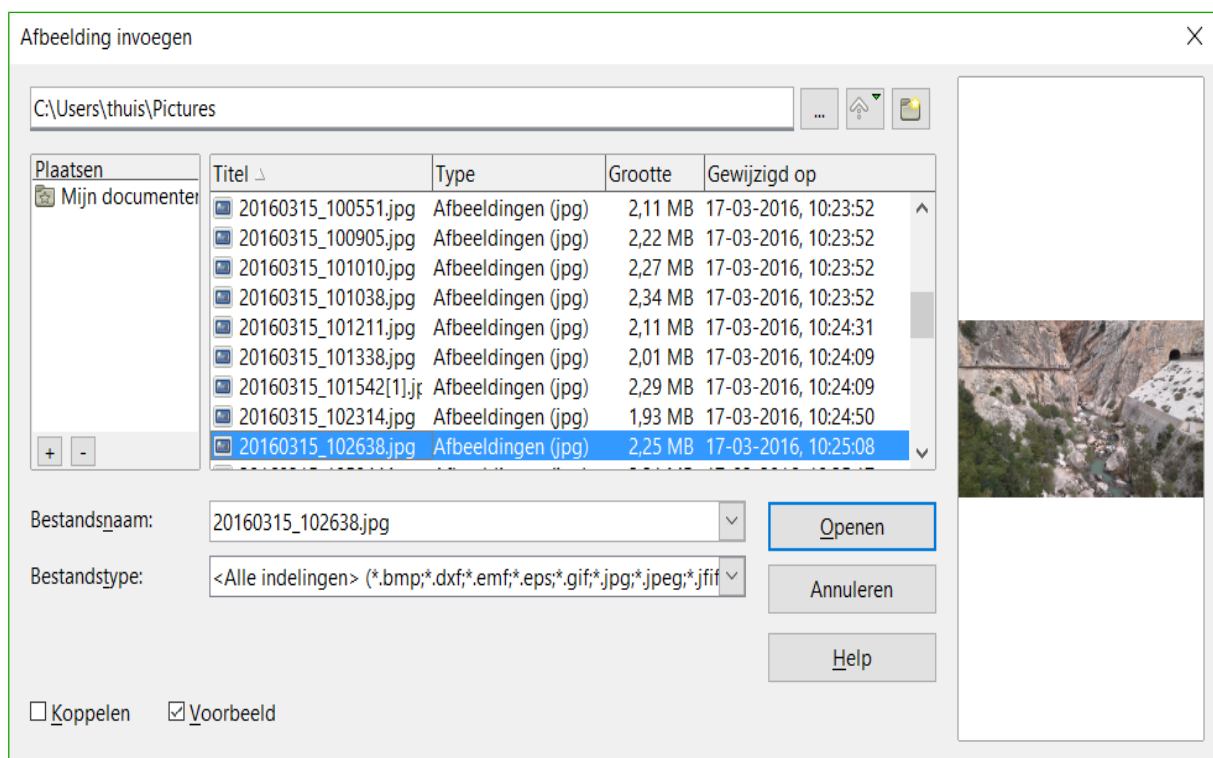 Afbeelding invoegen
C:\Users\thuis\Pictures
...
Plaatsen
Mijn documenter
Titel Type Grootte Gewijzigd op
20160315_100551.jpg Afbeeldingen (jpg) 2,11 MB 17-03-2016, 10:23:52
20160315_100905.jpg Afbeeldingen (jpg) 2,22 MB 17-03-2016, 10:23:52
20160315_101010.jpg Afbeeldingen (jpg) 2,27 MB 17-03-2016, 10:23:52
20160315_101038.jpg Afbeeldingen (jpg) 2,34 MB 17-03-2016, 10:23:52
20160315_101211.jpg Afbeeldingen (jpg) 2,11 MB 17-03-2016, 10:24:31
20160315_101338.jpg Afbeeldingen (jpg) 2,01 MB 17-03-2016, 10:24:09
20160315_101542[1].jp Afbeeldingen (jpg) 2,29 MB 17-03-2016, 10:24:09
20160315_102314.jpg Afbeeldingen (jpg) 1,93 MB 17-03-2016, 10:24:50
20160315_102638.jpg Afbeeldingen (jpg) 2,25 MB 17-03-2016, 10:25:08
+ -
Bestandsnaam: 20160315_102638.jpg
Openen
Bestandstype: <Alle indelingen> (*.bmp;*.dxf;*.emf;*.eps;*.gif;*.jpg;*.jpeg;*.jfif
Annuleren
Help
Koppelen Voorbeeld